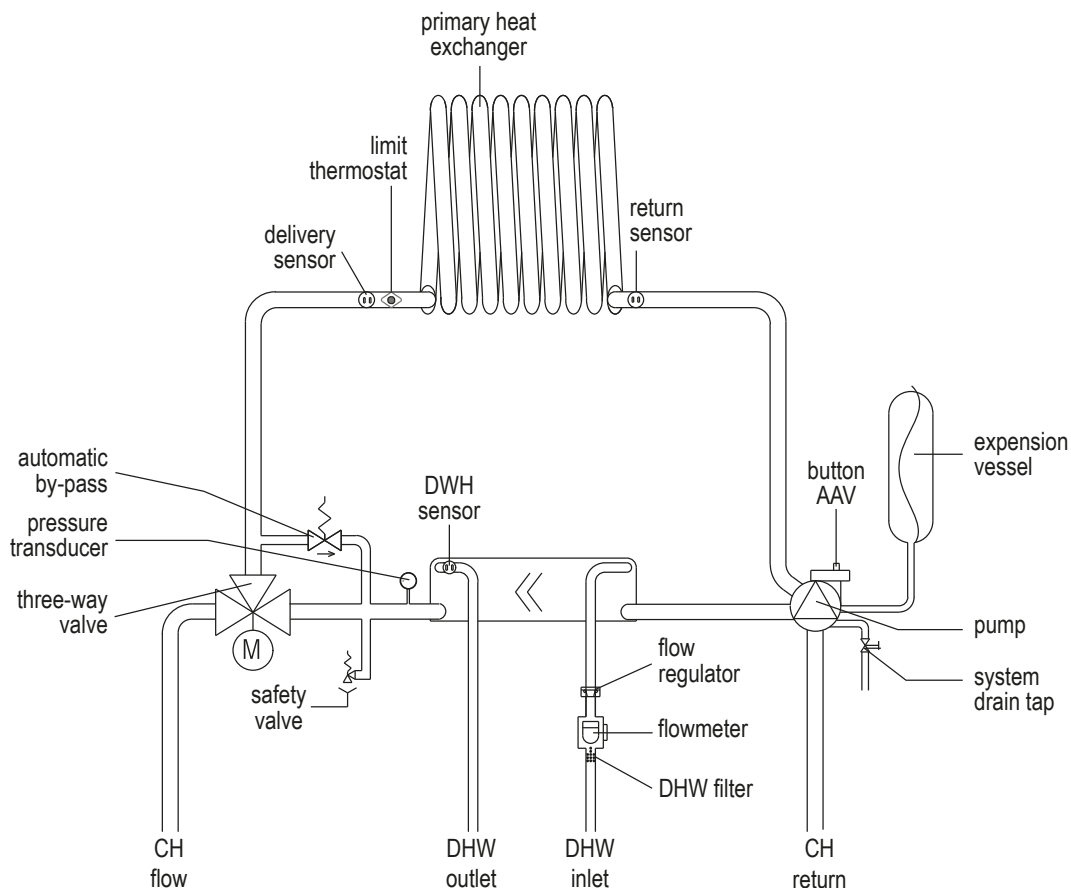 primary heat
exchanger
limit
thermostat
return
sensor
delivery
sensor
expension
vessel
button
AAV
automatic
by-pass
DWH
sensor
pressure
transducer
three-way
valve
M
pump
flow
regulator
system
drain tap
safety
valve
flowmeter
DHW filter
CH
flow
DHW
outlet
DHW
inlet
CH
return